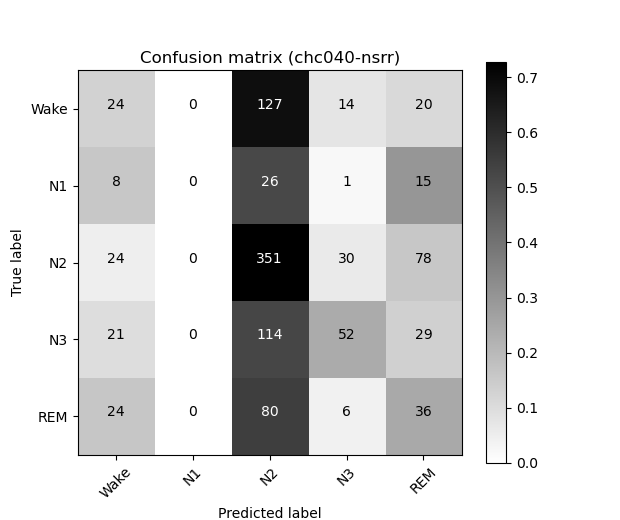 Confusion matrix (chc040-nsrr)
True label
Wake 24 0 127 14 20
N1 8 0 26 1 15
N2 24 0 351 30 78
N3 21 0 114 52 29
REM 24 0 80 6 36
Wake N1 N2 N3 REM
Predicted label
0.7
0.6
0.5
0.4
0.3
0.2
0.1
0.0